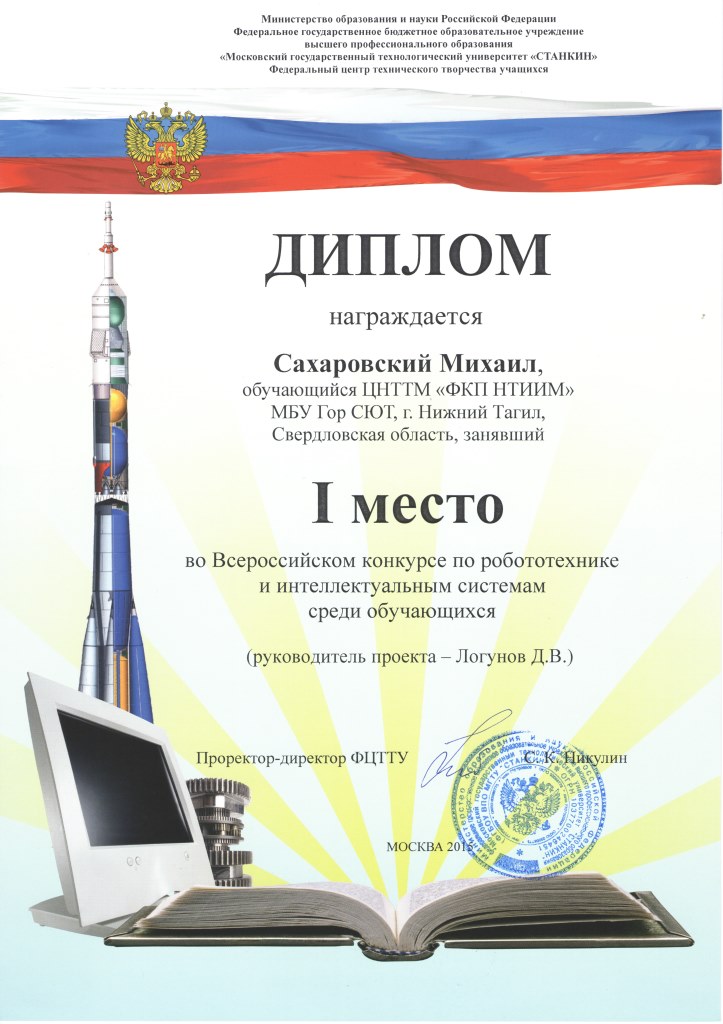 Министерство образования и науки Российской Федерации
Федеральное государственное бюджетное образовательное учреждение
высшего профессионального образования
«Московский государственный технологический университет «СТАНКИН»
Федеральный центр технического творчества учащихся
ДИПЛОМ
награждается
Сахаровский Михаил,
обучающийся ЦНТТМ «ФКП НТИИМ»
МБУ Гор СЮТ, г. Нижний Тагил,
Свердловская область, занявший
I место
во Всероссийском конкурсе по робототехнике
и интеллектуальным системам
среди обучающихся
(руководитель проекта – Логунов Д.В.)
Проректор-директор ФЦТТУ С. К. Никулин
МОСКВА 2015